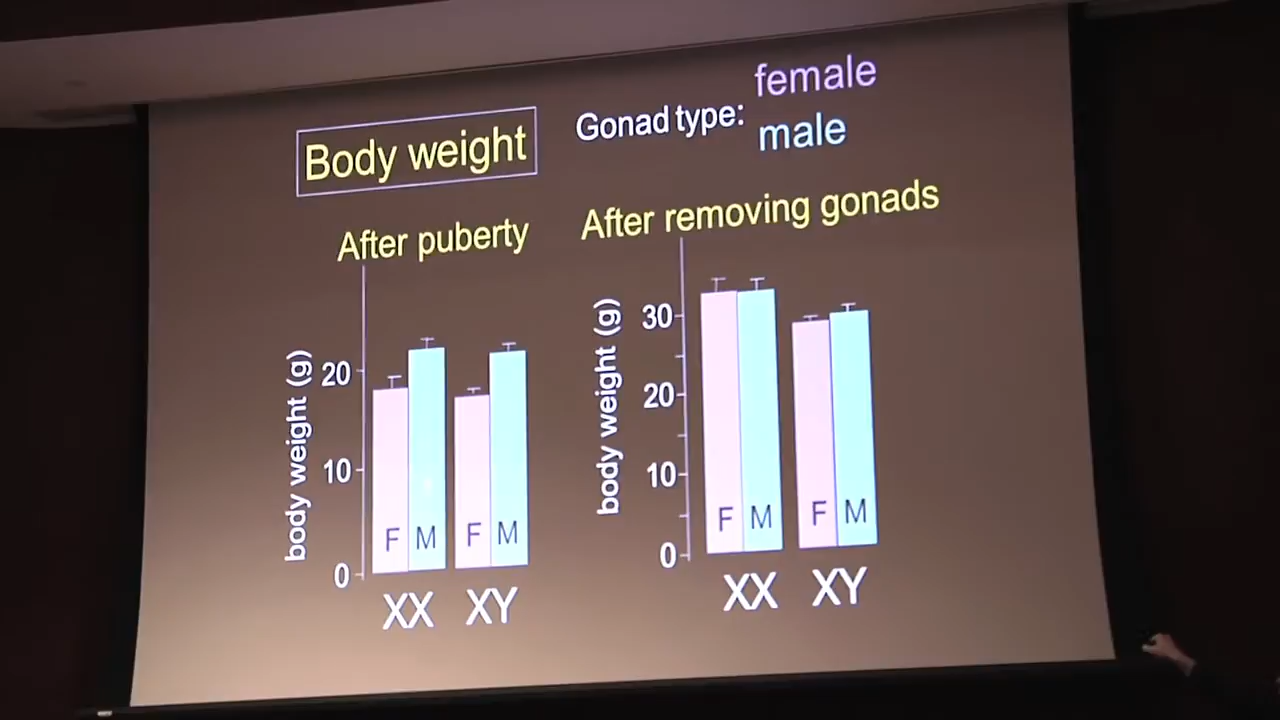 Body weight
Gonad type:
female
male
After puberty
body weight (g)
20
10
0
F M F M
XX XY
After removing gonads
body weight (g)
30
20
10
0
F M F M
XX XY